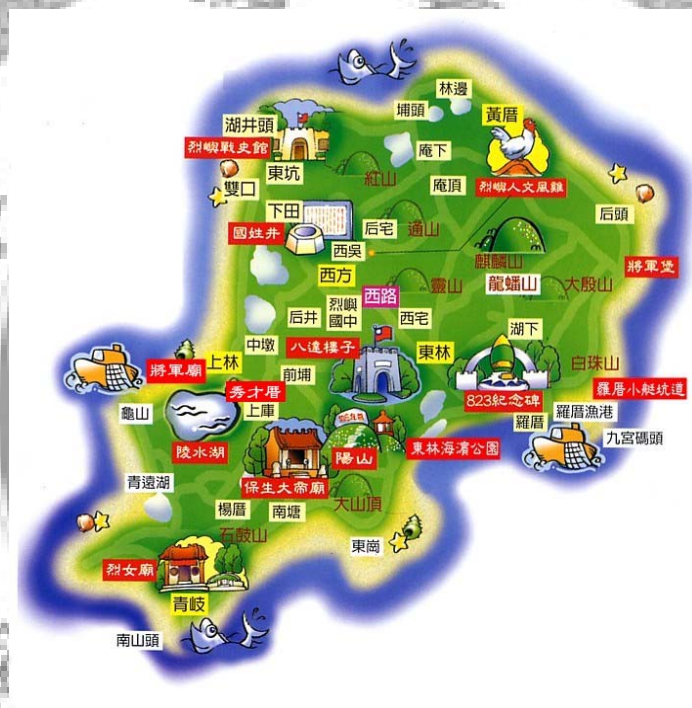 林邊
埔頭
黃厝
湖井頭
烈嶼戰史館
庵下
東坑
紅山
庵頂
烈嶼人文風雞
雙口
下田
后頭
國姓井
后宅
通山
西吳
麒麟山
將軍堡
西方
靈山
龍蟠山
大殿山
西路
后井
烈嶼
國中
西宅
湖下
中墩
八達樓子
東林
上林
將軍廟
前埔
白珠山
秀才厝
823紀念碑
羅厝小艇坑道
龜山
上庫
羅厝
羅厝漁港
九宮碼頭
陵水湖
陽山
東林海濱公園
保生大帝廟
青遠湖
楊厝
南塘
大山頂
石鼓山
東崗
烈女廟
青岐
南山頭